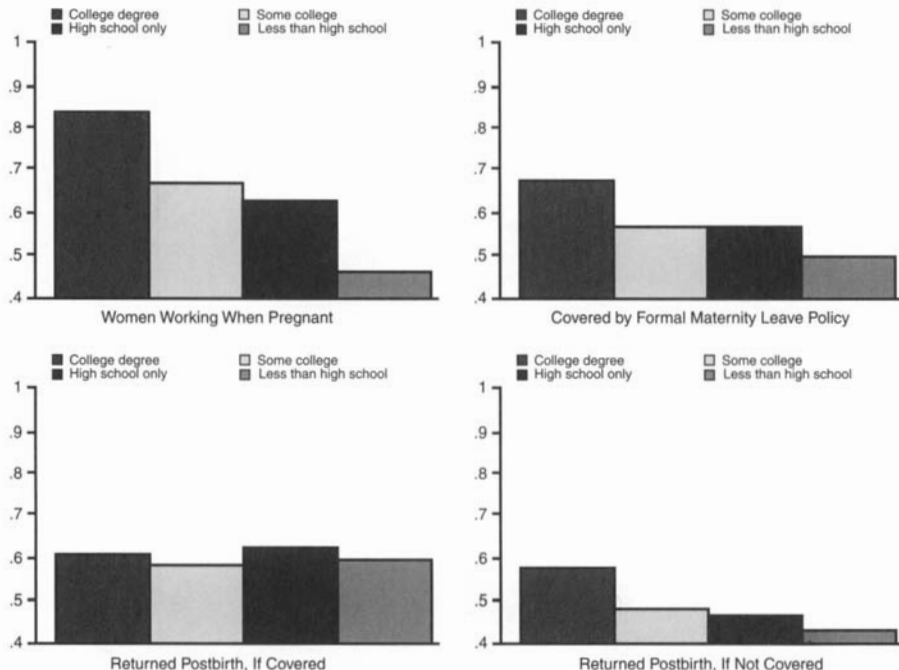 College degree Some college
High school only Less than high school
1
.9
.8
.7
.6
.5
.4
Women Working When Pregnant
College degree Some college
High school only Less than high school
1
.9
.8
.7
.6
.5
.4
Covered by Formal Maternity Leave Policy
College degree Some college
High school only Less than high school
1
.9
.8
.7
.6
.5
.4
Returned Postbirth, If Covered
College degree Some college
High school only Less than high school
1
.9
.8
.7
.6
.5
.4
Returned Postbirth, If Not Covered